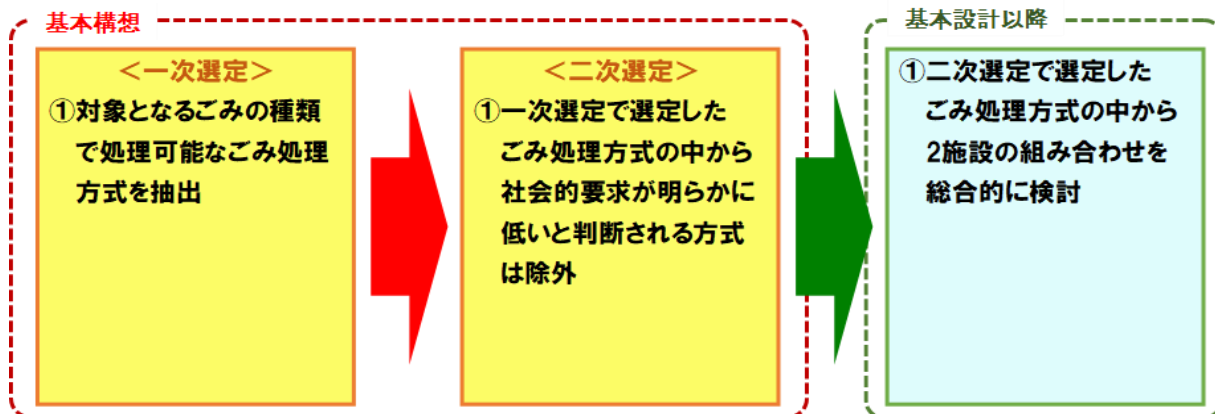 基本構想
＜一次選定＞
①対象となるごみの種類
で処理可能なごみ処理
方式を抽出
＜二次選定＞
①一次選定で選定した
ごみ処理方式の中から
社会的要求が明らかに
低いと判断される方式
は除外
基本設計以降
①二次選定で選定した
ごみ処理方式の中から
2施設の組み合わせを
総合的に検討